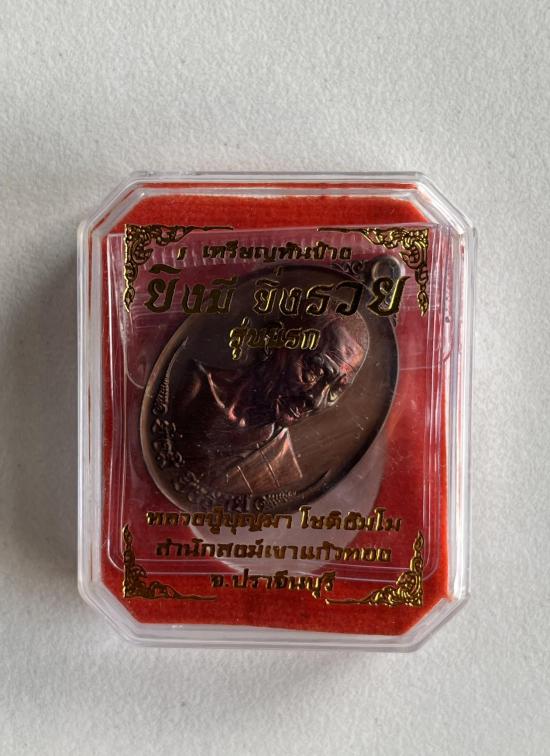 เหรียญหันข้าง
ยิ่งมี ยิ่งรวย
รุ่นแรก
หลวงปู่บุญมา โชติธัมโม
สำนักสงฆ์เขาแก้วทอง
จ.ปราจีนบุรี